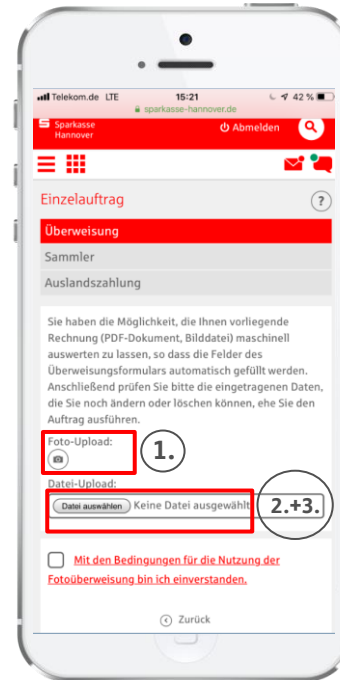 Telekom.de LTE 15:21 42 %
sparkasse-hannover.de
Sparkasse
Hannover
Abmelden
Einzelauftrag ?
Überweisung
Sammler
Auslandszahlung
Sie haben die Möglichkeit, die Ihnen vorliegende
Rechnung (PDF-Dokument, Bilddatei) maschinell
auswerten zu lassen, so dass die Felder des
Überweisungsformulars automatisch gefüllt werden.
Anschließend prüfen Sie bitte die eingetragenen Daten,
die Sie noch ändern oder löschen können, ehe Sie den
Auftrag ausführen.
Foto-Upload:
1.
Datei-Upload:
Datei auswählen Keine Datei ausgewählt
2.+3.
Mit den Bedingungen für die Nutzung der
Fotoüberweisung bin ich einverstanden.
Zurück